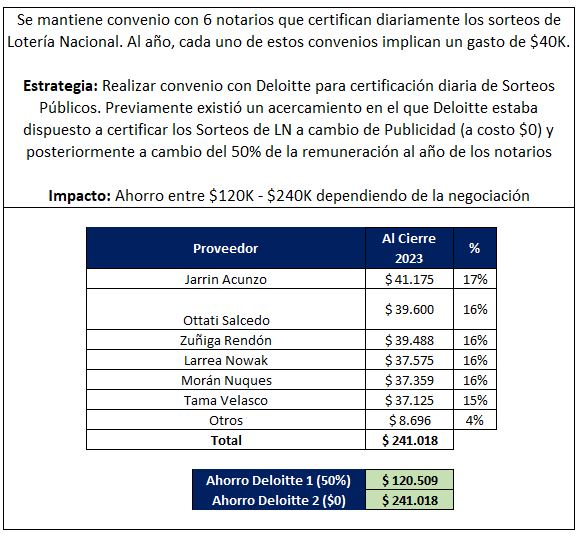 Se mantiene convenio con 6 notarios que certifican diariamente los sorteos de
Lotería Nacional. Al año, cada uno de estos convenios implican un gasto de $40K.
Estrategia: Realizar convenio con Deloitte para certificación diaria de Sorteos
Públicos. Previamente existió un acercamiento en el que Deloitte estaba
dispuesto a certificar los Sorteos de LN a cambio de Publicidad (a costo $0) y
posteriormente a cambio del 50% de la remuneración al año de los notarios
Impacto: Ahorro entre $120K - $240K dependiendo de la negociación
Proveedor Al Cierre 2023 %
Jarrin Acunzo $ 41.175 17%
Ottati Salcedo $ 39.600 16%
Zuñiga Rendón $ 39.488 16%
Larrea Nowak $ 37.575 16%
Morán Nuques $ 37.359 16%
Tama Velasco $ 37.125 15%
Otros $ 8.696 4%
Total $ 241.018
Ahorro Deloitte 1 (50%) $ 120.509
Ahorro Deloitte 2 ($0) $ 241.018